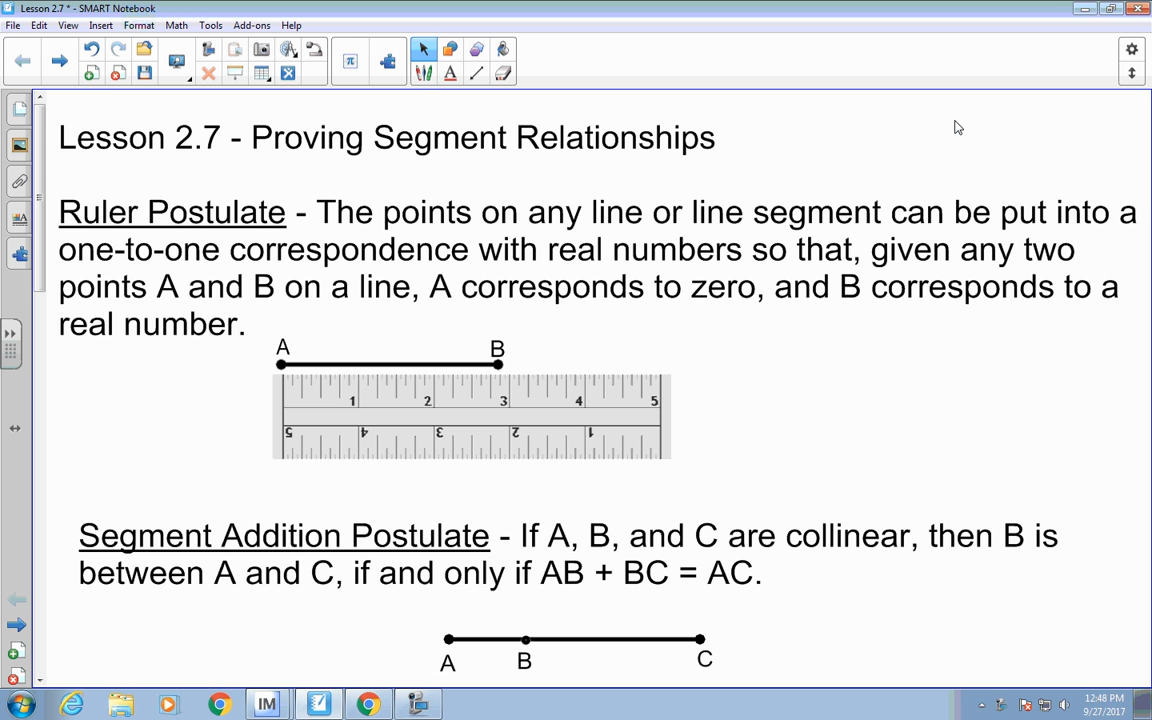 Lesson 2.7 * - SMART Notebook
File Edit View Insert Format Math Tools Add-ons Help
Lesson 2.7 - Proving Segment Relationships
Ruler Postulate - The points on any line or line segment can be put into a
one-to-one correspondence with real numbers so that, given any two
points A and B on a line, A corresponds to zero, and B corresponds to a
real number.
A B
1 2 3 4 5
5 4 3 2 1
Segment Addition Postulate - If A, B, and C are collinear, then B is
between A and C, if and only if AB + BC = AC.
A B C
IM
12:48 PM
9/27/2017